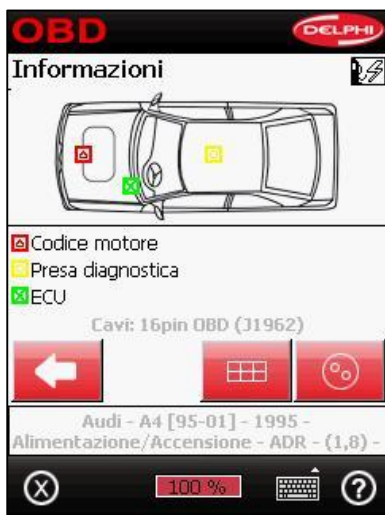 OBD
DELPHI
Informazioni
Codice motore
Presa diagnostica
ECU
Cavi: 16pin OBD (J1962)
Audi - A4 [95-01] - 1995 -
Alimentazione/Accensione - ADR - (1,8) -
100 %